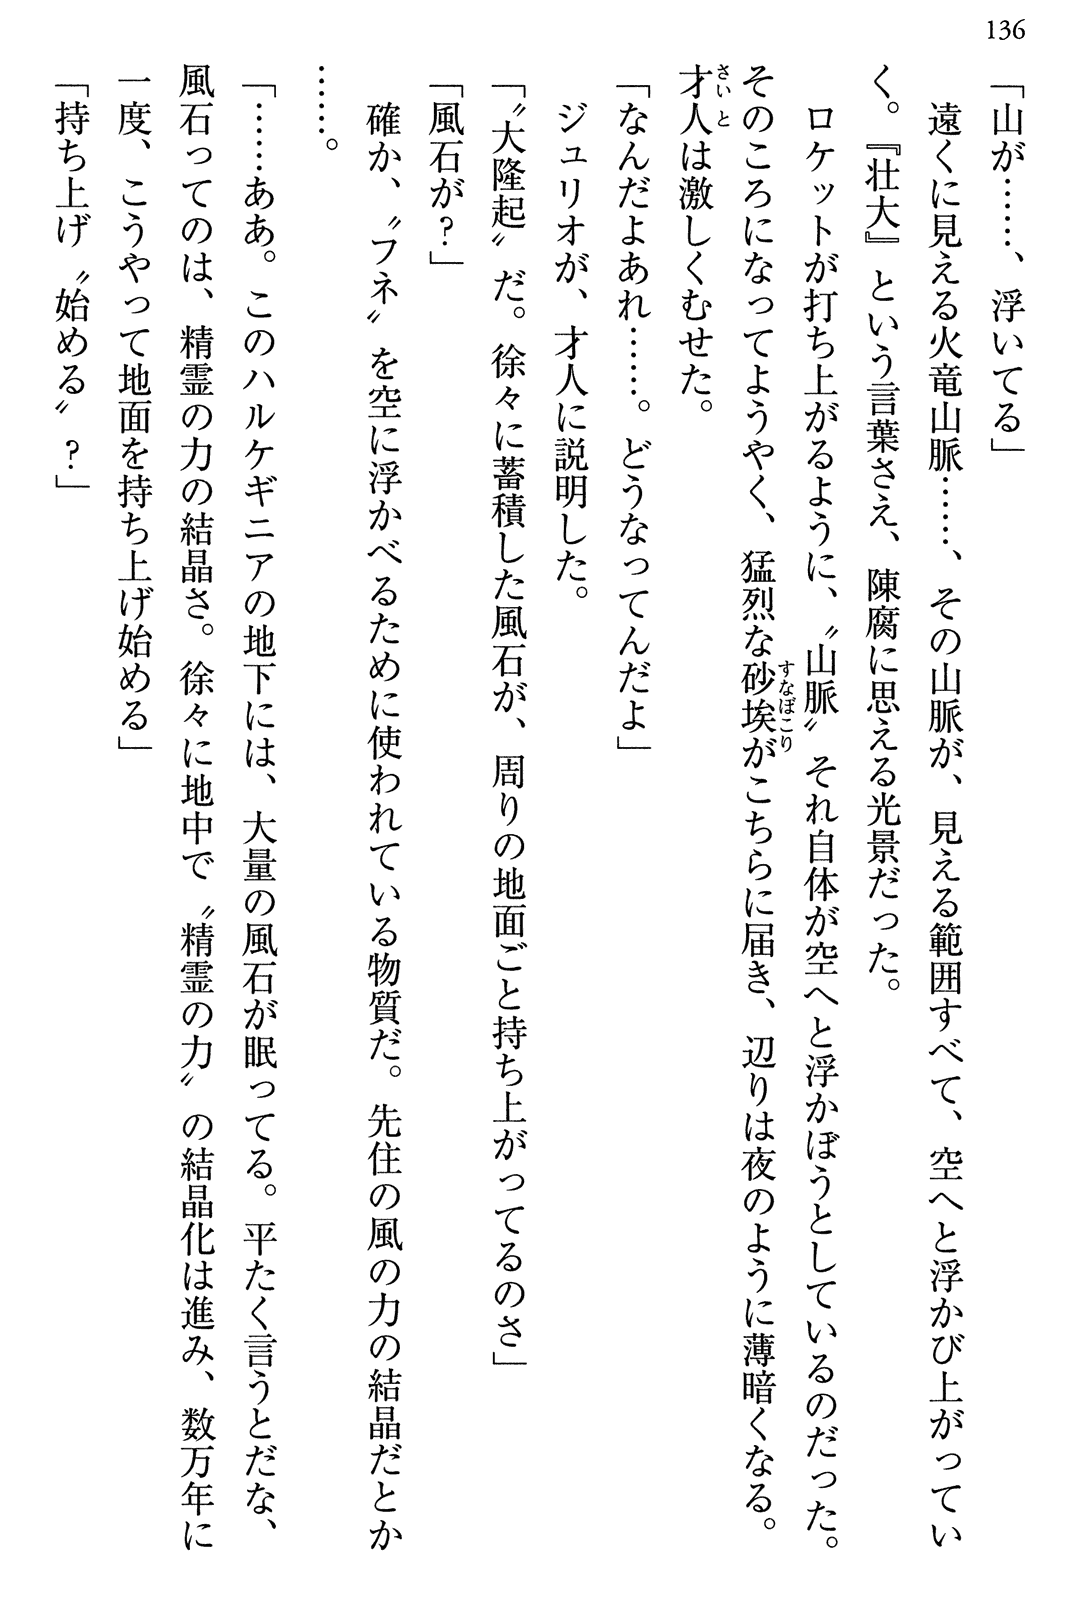 136
「山が……、浮いてる」
　遠くに見える火竜山脈……、その山脈が、見える範囲すべて、空へと浮かび上がってい
く。『壮大』という言葉さえ、陳腐に思える光景だった。
　ロケットが打ち上がるように、〝山脈〟それ自体が空へと浮かぼうとしているのだった。
そのころになってようやく、猛烈な砂埃がこちらに届き、辺りは夜のように薄暗くなる。
すなぼこり
才人は激しくむせた。
さいと
「なんだよあれ……。どうなってんだよ」
　ジュリオが、才人に説明した。
「〝大隆起〟だ。徐々に蓄積した風石が、周りの地面ごと持ち上がってるのさ」
「風石が？」
　確か、〝フネ〟を空に浮かべるために使われている物質だ。先住の風の力の結晶だとか
……。
「……ああ。このハルケギニアの地下には、大量の風石が眠ってる。平たく言うとだな、
風石ってのは、精霊の力の結晶さ。徐々に地中で〝精霊の力〟の結晶化は進み、数万年に
一度、こうやって地面を持ち上げ始める」
「持ち上げ〝始める〟？」